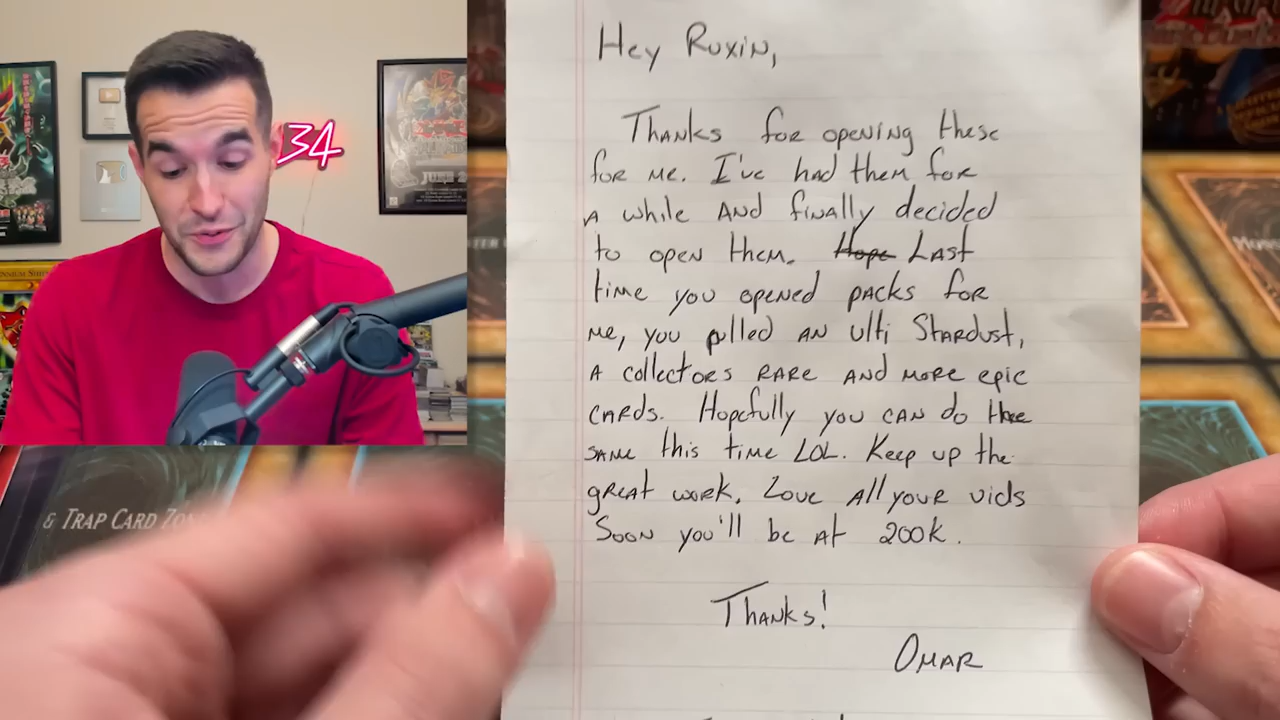 34
JUNE 2
Hey Ruxin,
Thanks for opening these
for me. I've had them for
a while and finally decided
to open them. Hope Last
time you opened packs for
me, you pulled an ulti Stardust,
a collectors rare and more epic
cards. Hopefully you can do the
same this time LOL. Keep up the
great work. Love all your vids
Soon you'll be at 200k.
Thanks!
Omar
& TRAP CARD ZON